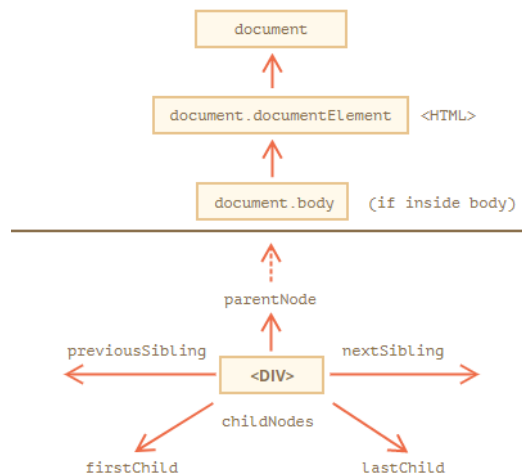 document
document.documentElement <HTML>
document.body (if inside body)
parentNode
previousSibling nextSibling
<DIV>
childNodes
firstChild lastChild